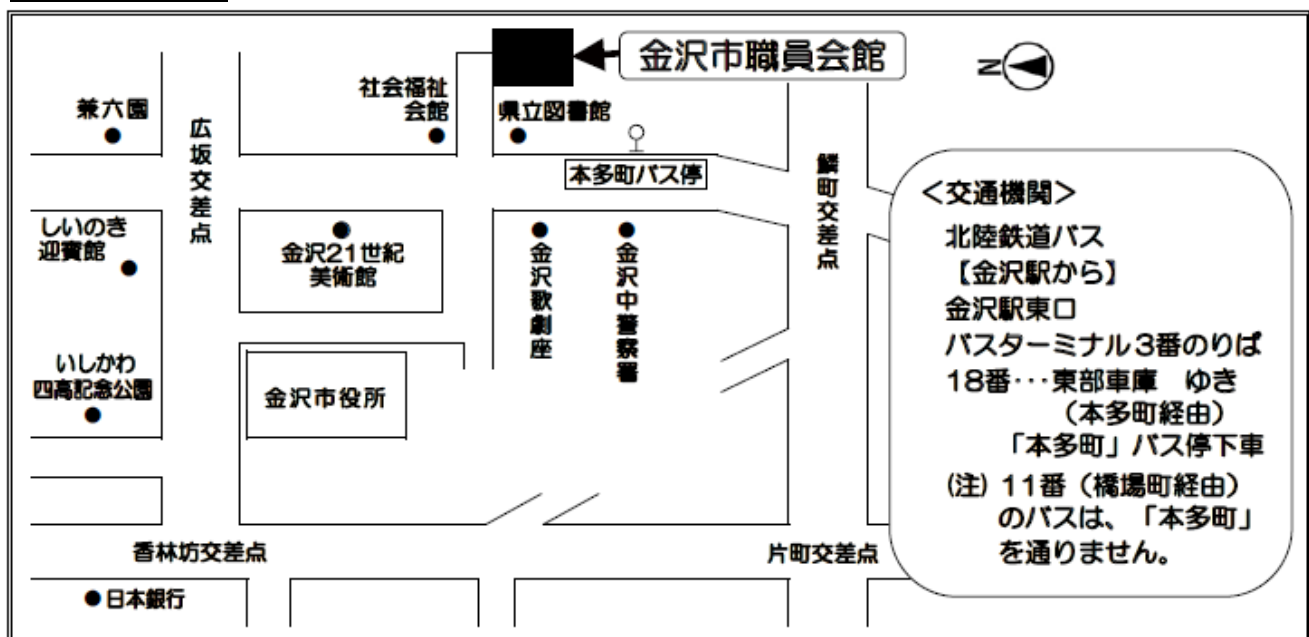 金沢市職員会館
N
社会福祉
会館
県立図書館
兼六園
広坂交差点
本多町バス停
鱗町交差点
しいのき
迎賓館
金沢21世紀
美術館
金沢歌劇座
金沢中警察署
いしかわ
四高記念公園
金沢市役所
香林坊交差点
片町交差点
日本銀行
＜交通機関＞
北陸鉄道バス
【金沢駅から】
金沢駅東口
バスターミナル3番のりば
18番･･･東部車庫　ゆき
（本多町経由）
「本多町」バス停下車
(注) 11番（橋場町経由）
のバスは、「本多町」
を通りません。